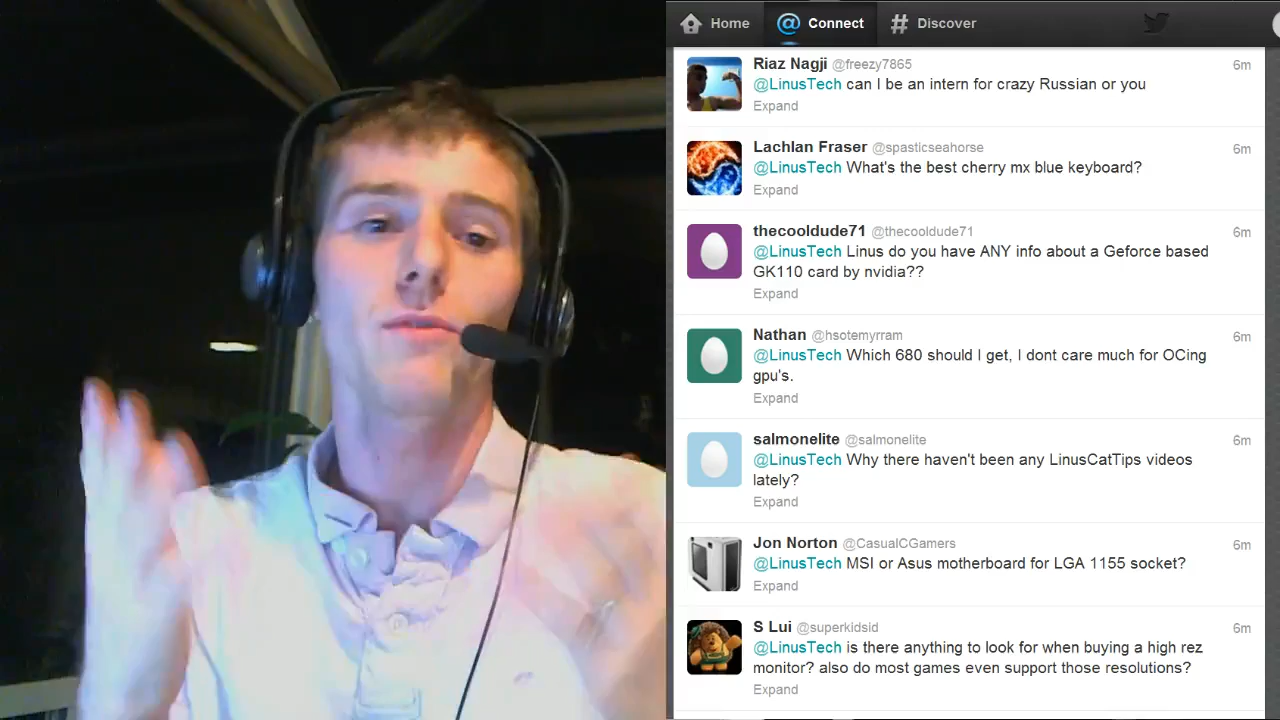 Home
@ Connect
# Discover
Riaz Nagji @freezy7865 6m
@LinusTech can I be an intern for crazy Russian or you
Expand
Lachlan Fraser @spasticseahorse 6m
@LinusTech What's the best cherry mx blue keyboard?
Expand
thecooldude71 @thecooldude71 6m
@LinusTech Linus do you have ANY info about a Geforce based
GK110 card by nvidia??
Expand
Nathan @hsotemyrram 6m
@LinusTech Which 680 should I get, I dont care much for OCing
gpu's.
Expand
salmonelite @salmonelite 6m
@LinusTech Why there haven't been any LinusCatTips videos
lately?
Expand
Jon Norton @CasualCGamers 6m
@LinusTech MSI or Asus motherboard for LGA 1155 socket?
Expand
S Lui @superkidsid 6m
@LinusTech is there anything to look for when buying a high rez
monitor? also do most games even support those resolutions?
Expand